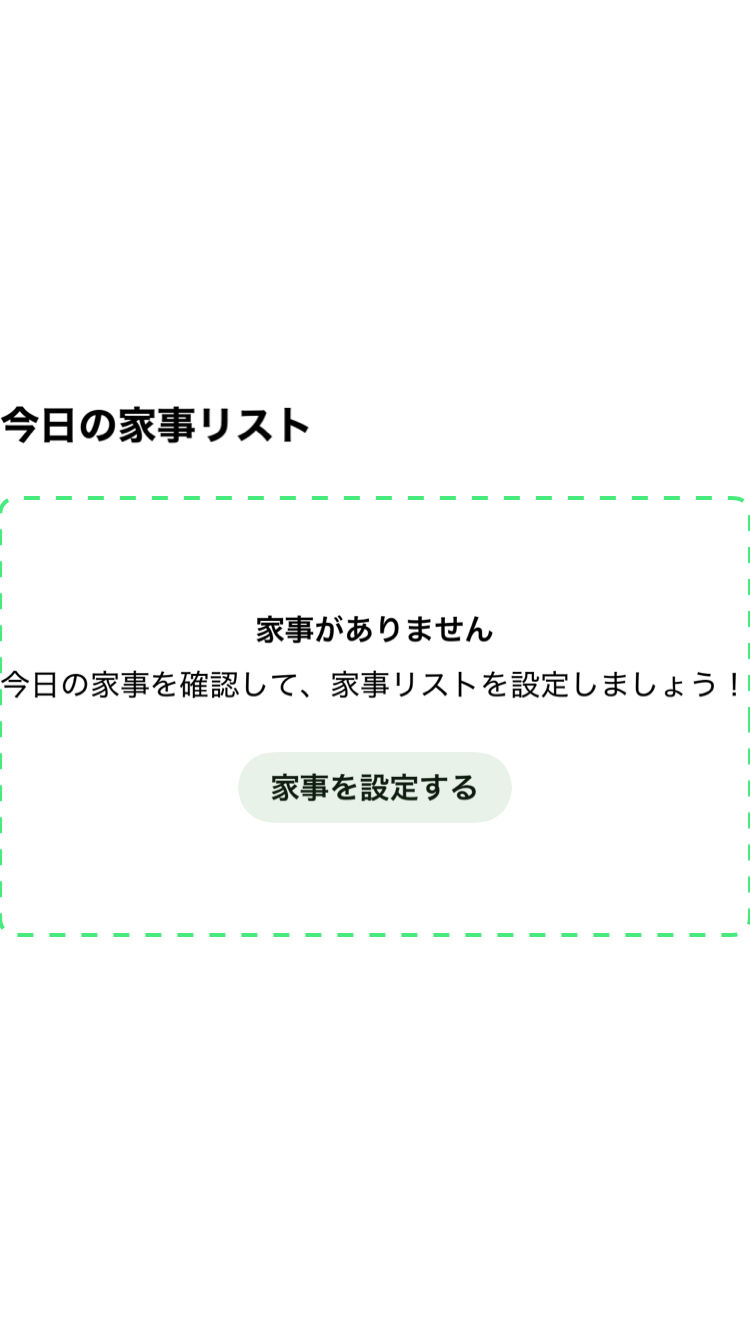 今日の家事リスト
家事がありません
今日の家事を確認して、家事リストを設定しましょう！
家事を設定する